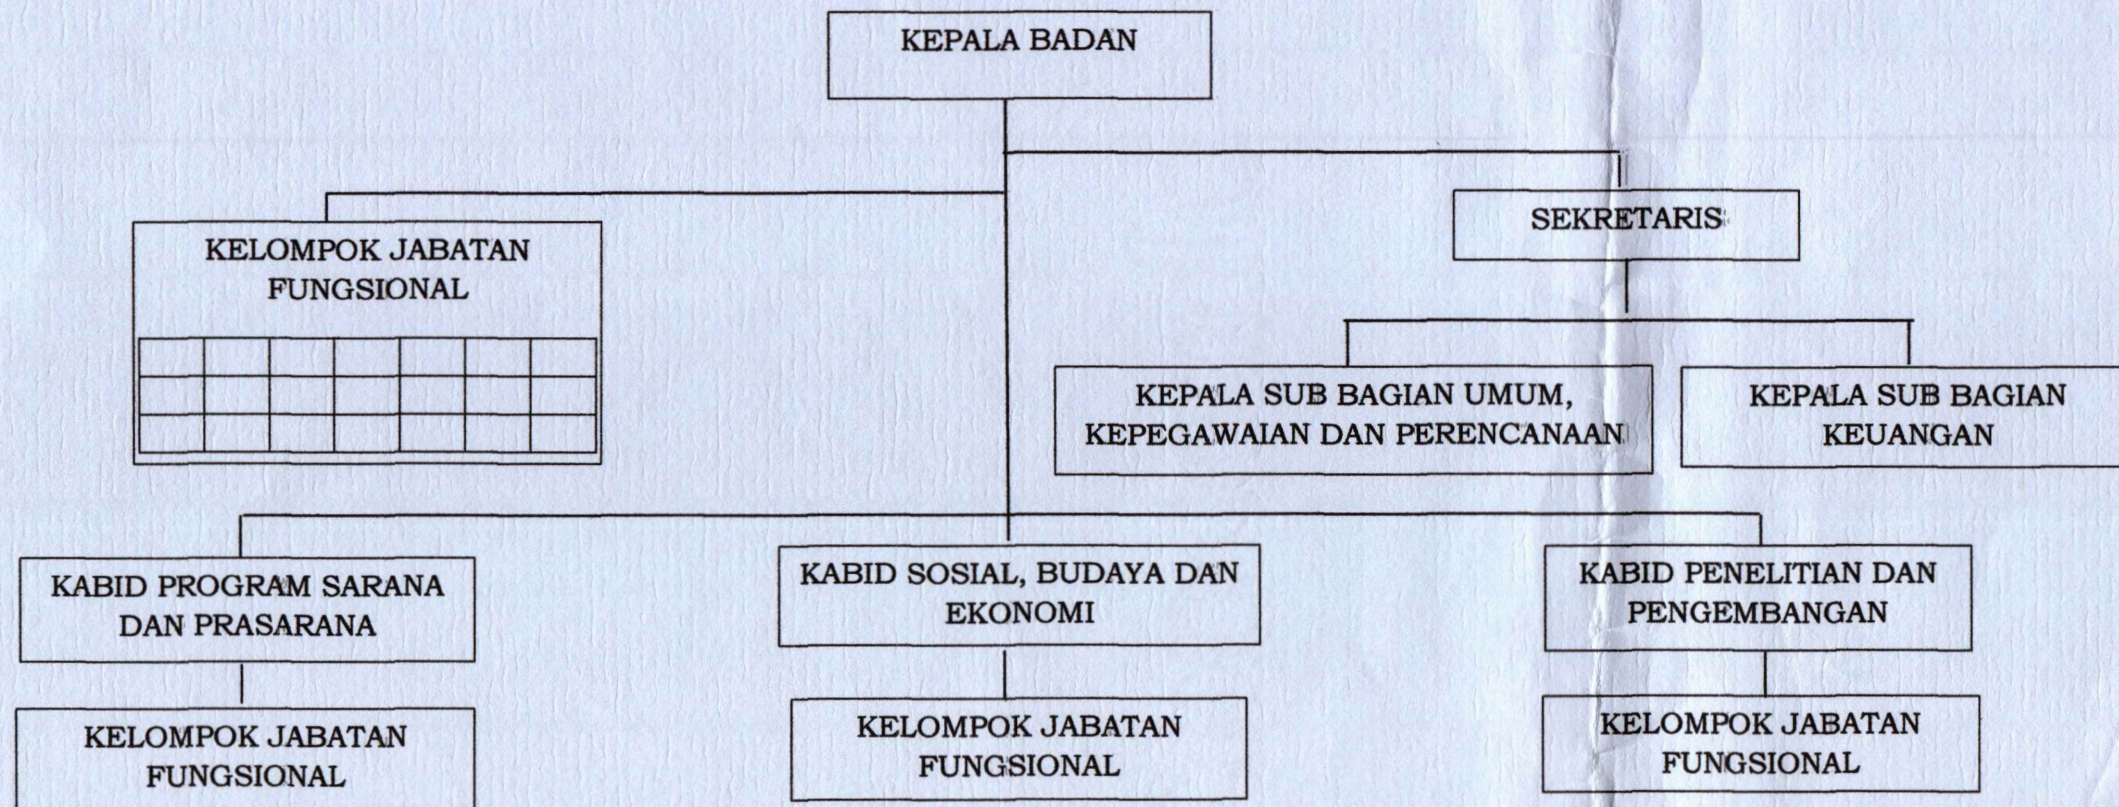 KEPALA BADAN
SEKRETARIS
KELOMPOK JABATAN
FUNGSIONAL
KEPALA SUB BAGIAN UMUM,
KEPEGAWAIAN DAN PERENCANAAN
KEPALA SUB BAGIAN
KEUANGAN
KABID PROGRAM SARANA
DAN PRASARANA
KABID SOSIAL, BUDAYA DAN
EKONOMI
KABID PENELITIAN DAN
PENGEMBANGAN
KELOMPOK JABATAN
FUNGSIONAL
KELOMPOK JABATAN
FUNGSIONAL
KELOMPOK JABATAN
FUNGSIONAL